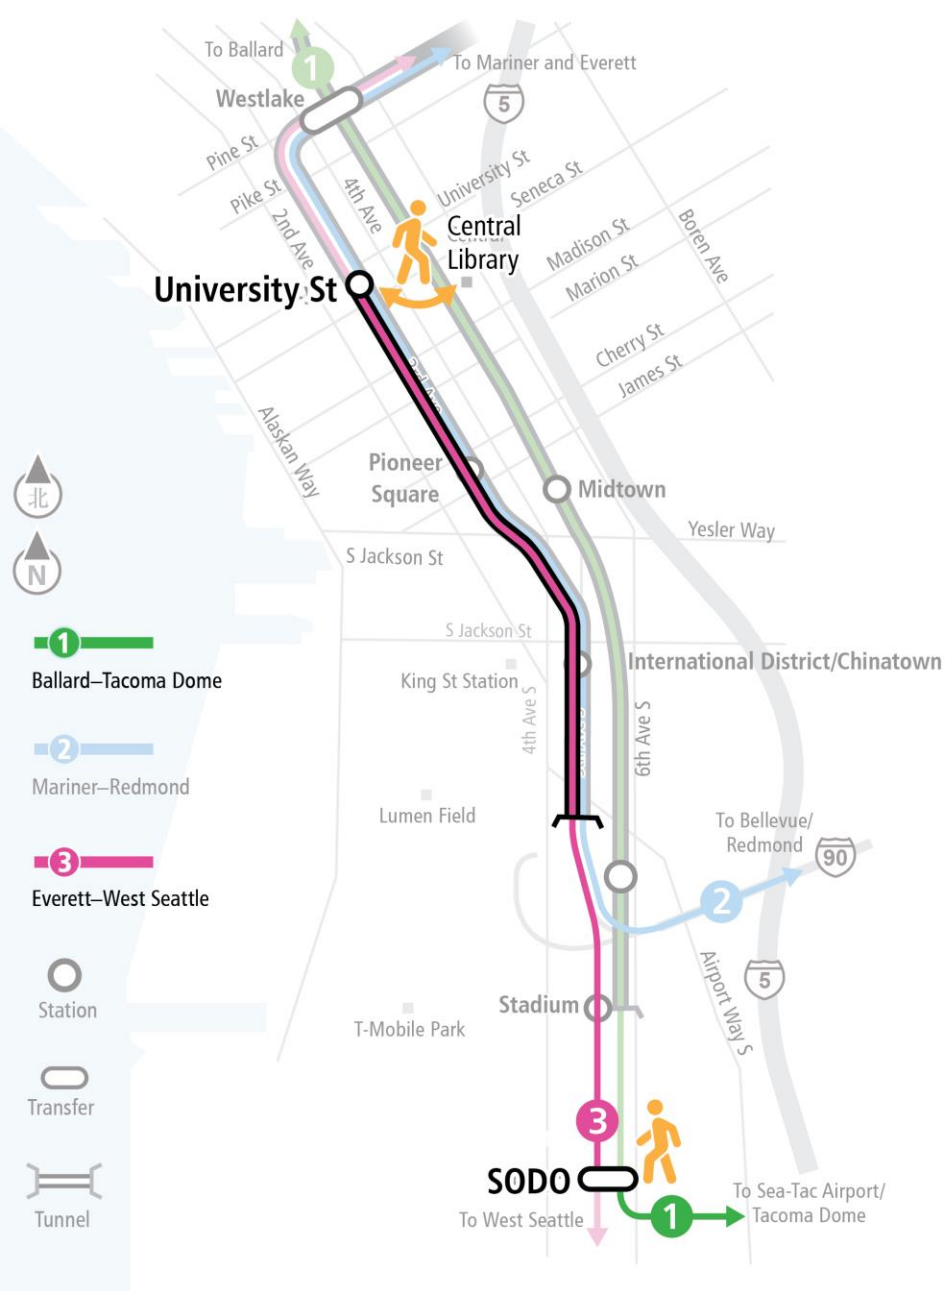 To Ballard
1
To Mariner and Everett
Westlake
5
Pine St
Pike St
University St
Seneca St
4th Ave
2nd Ave
Central
Library
Madison St
Marion St
Boren Ave
University St
Cherry St
James St
Alaskan Way
Pioneer
Square
Midtown
北
N
Yesler Way
S Jackson St
S Jackson St
1
Ballard–Tacoma Dome
King St Station
International District/Chinatown
4th Ave S
6th Ave S
2
Mariner–Redmond
Lumen Field
To Bellevue/
Redmond
90
3
Everett–West Seattle
2
Station
Stadium
Airport Way S
5
T-Mobile Park
Transfer
3
SODO
Tunnel
To West Seattle
1
To Sea-Tac Airport/
Tacoma Dome